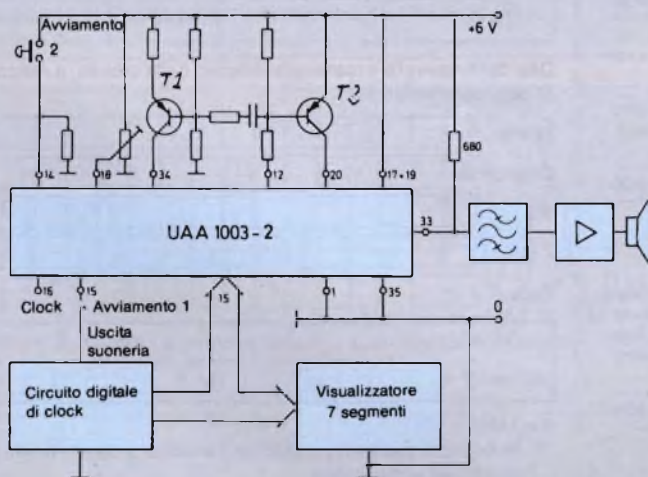 Avviamento
2
+6 V
T1
T2
680
14
18
34
12
20
17+19
UAA 1003-2
33
16
15
1
35
Clock
Avviamento 1
15
0
Uscita
suoneria
Circuito digitale
di clock
Visualizzatore
7 segmenti